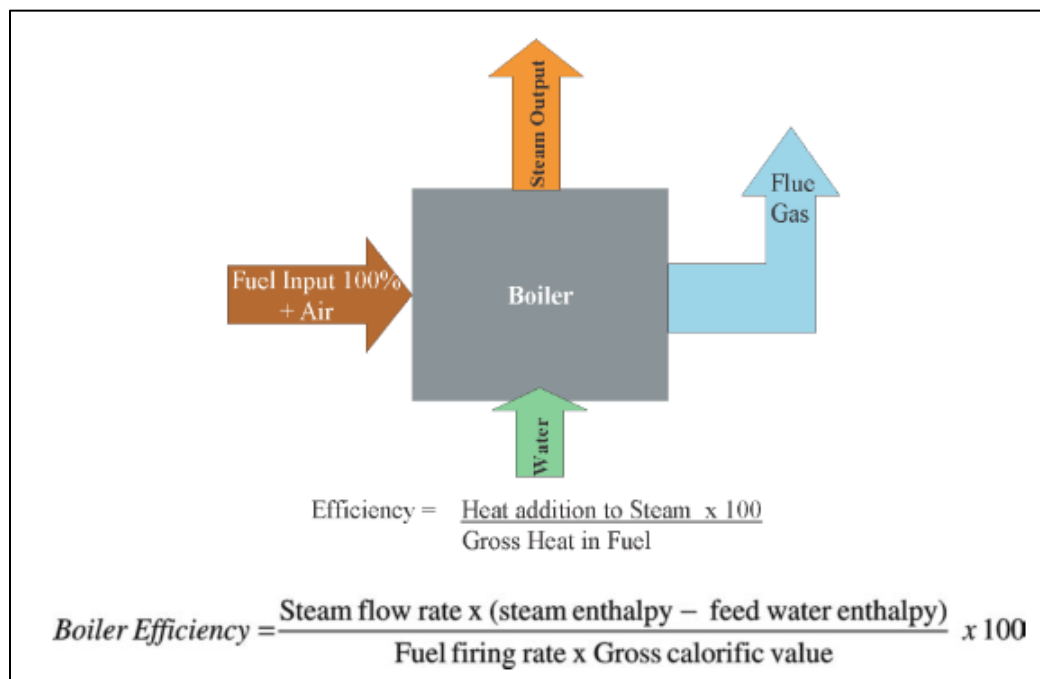 Steam Output
Flue
Gas
Fuel Input 100%
+ Air
Boiler
Water
Efficiency = Heat addition to Steam x 100
Gross Heat in Fuel
Boiler Efficiency = Steam flow rate x (steam enthalpy − feed water enthalpy) x 100
Fuel firing rate x Gross calorific value